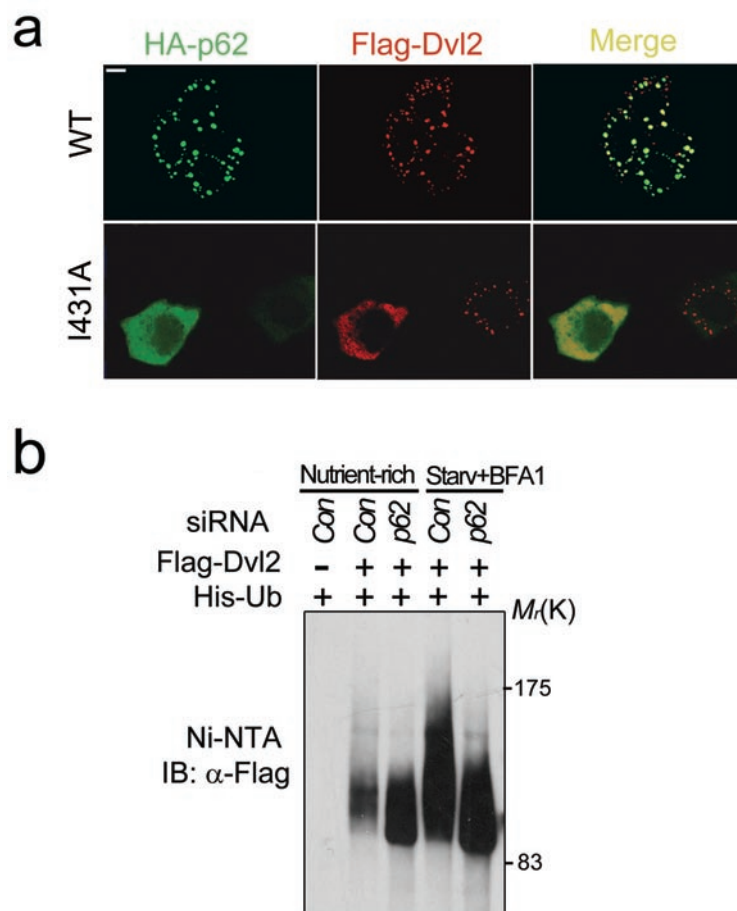 a
HA-p62 Flag-Dvl2 Merge
WT
I431A
b
Nutrient-rich Starv+BFA1
siRNA Con Con p62 Con p62
Flag-Dvl2 - + + + +
His-Ub + + + + +
Mr(K)
175
Ni-NTA
IB: α-Flag
83